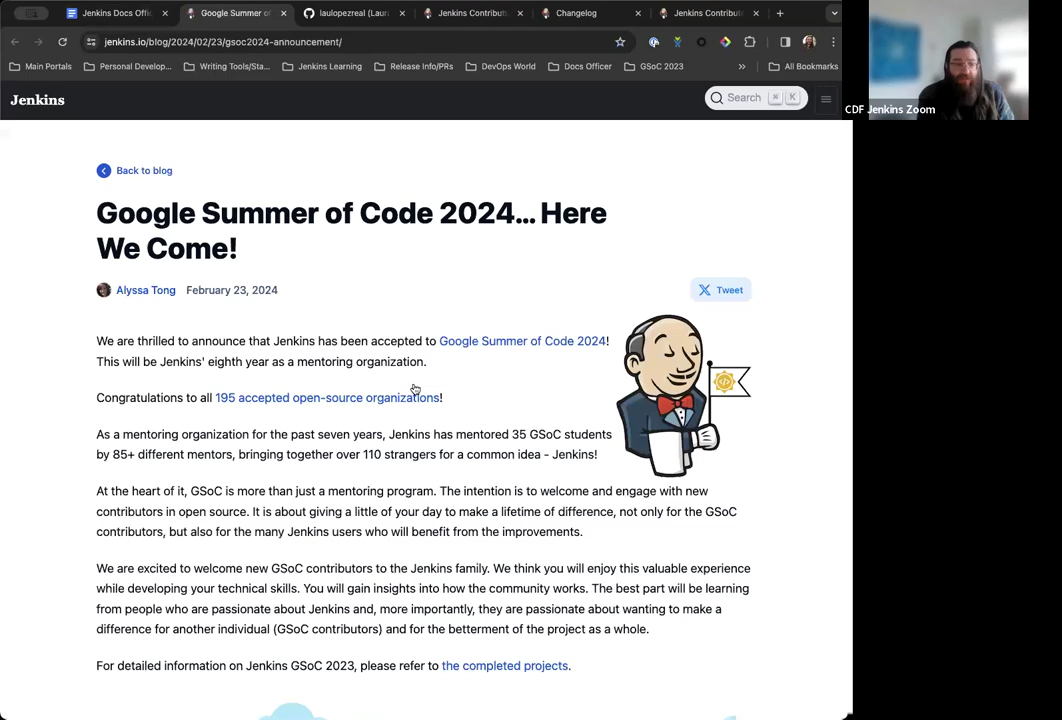 Jenkins Docs Offi
Google Summer of
laulopezreal (Laur
Jenkins Contribut
Changelog
Jenkins Contribute
jenkins.io/blog/2024/02/23/gsoc2024-announcement/
Main Portals
Personal Develop...
Writing Tools/Sta...
Jenkins Learning
Release Info/PRs
DevOps World
Docs Officer
GSoC 2023
»
All Bookmarks
Jenkins
Search ⌘ K
CDF Jenkins Zoom
Back to blog
Google Summer of Code 2024... Here
We Come!
Alyssa Tong February 23, 2024
Tweet
We are thrilled to announce that Jenkins has been accepted to Google Summer of Code 2024!
This will be Jenkins' eighth year as a mentoring organization.
Congratulations to all 195 accepted open-source organizations!
As a mentoring organization for the past seven years, Jenkins has mentored 35 GSoC students
by 85+ different mentors, bringing together over 110 strangers for a common idea - Jenkins!
At the heart of it, GSoC is more than just a mentoring program. The intention is to welcome and engage with new
contributors in open source. It is about giving a little of your day to make a lifetime of difference, not only for the GSoC
contributors, but also for the many Jenkins users who will benefit from the improvements.
We are excited to welcome new GSoC contributors to the Jenkins family. We think you will enjoy this valuable experience
while developing your technical skills. You will gain insights into how the community works. The best part will be learning
from people who are passionate about Jenkins and, more importantly, they are passionate about wanting to make a
difference for another individual (GSoC contributors) and for the betterment of the project as a whole.
For detailed information on Jenkins GSoC 2023, please refer to the completed projects.